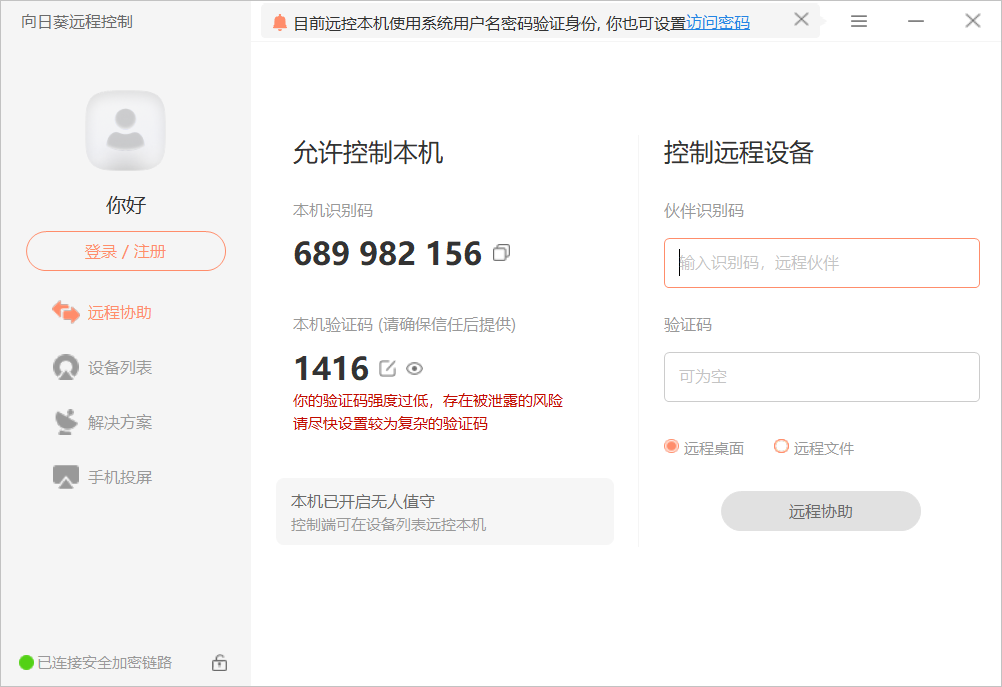 向日葵远程控制
目前远控本机使用系统用户名密码验证身份, 你也可设置访问密码
你好
登录 / 注册
远程协助
设备列表
解决方案
手机投屏
已连接安全加密链路
允许控制本机
本机识别码
689 982 156
本机验证码 (请确保信任后提供)
1416
你的验证码强度过低，存在被泄露的风险
请尽快设置较为复杂的验证码
本机已开启无人值守
控制端可在设备列表远控本机
控制远程设备
伙伴识别码
输入识别码，远程伙伴
验证码
可为空
远程桌面 远程文件
远程协助